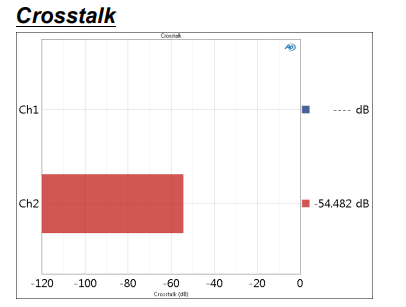 Crosstalk
Crosstalk
Ch1
---- dB
Ch2
-54.482 dB
-120 -100 -80 -60 -40 -20 0
Crosstalk (dB)